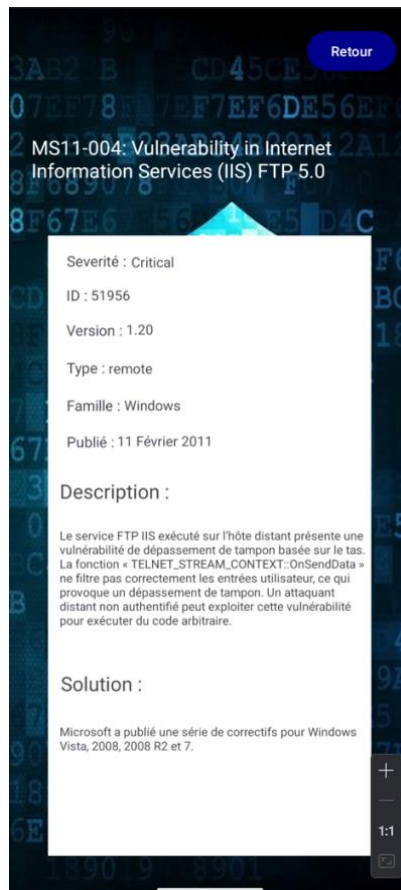 Retour
MS11-004: Vulnerability in Internet
Information Services (IIS) FTP 5.0
Severité : Critical
ID : 51956
Version : 1.20
Type : remote
Famille : Windows
Publié : 11 Février 2011
Description :
Le service FTP IIS exécuté sur l'hôte distant présente une
vulnérabilité de dépassement de tampon basée sur le tas.
La fonction « TELNET_STREAM_CONTEXT::OnSendData »
ne filtre pas correctement les entrées utilisateur, ce qui
provoque un dépassement de tampon. Un attaquant
distant non authentifié peut exploiter cette vulnérabilité
pour exécuter du code arbitraire.
Solution :
Microsoft a publié une série de correctifs pour Windows
Vista, 2008, 2008 R2 et 7.
1:1